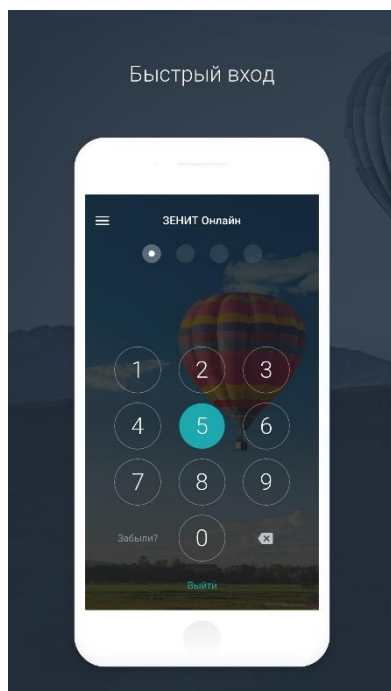 Быстрый вход
ЗЕНИТ Онлайн
1 2 3
4 5 6
7 8 9
Забыли? 0
Выйти